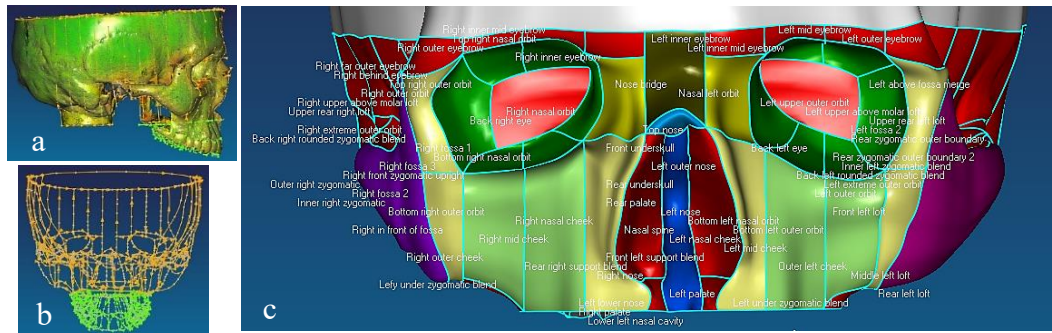 a
b
c
Right inner mid eyebrow
Left mid eyebrow
Top right nasal orbit
Left inner eyebrow
Left outer eyebrow
Right outer eyebrow
Left inner mid eyebrow
Right inner eyebrow
Right far outer eyebrow
Right behind eyebrow
Top right outer orbit
Nose bridge
Left above fossa merge
Right outer orbit
Nasal left orbit
Right upper above molar loft
Left upper outer orbit
Upper rear right loft
Right nasal orbit
Left upper above molar loft
Back right eye
Upper rear left loft
Right extreme outer orbit
Top nose
Left fossa 2
Back right rounded zygomatic blend
Rear zygomatic outer boundary
Right fossa 1
Front underskull
Back left eye
Bottom right nasal orbit
Rear zygomatic outer boundary 2
Right fossa 3
Left outer nose
Inner left zygomatic blend
Right front zygomatic upright
Back left rounded zygomatic blend
Outer right zygomatic
Rear underskull
Left extreme outer orbit
Right fossa 2
Left outer orbit
Inner right zygomatic
Rear palate
Bottom right outer orbit
Left nose
Front left loft
Right nasal cheek
Bottom left nasal orbit
Right in front of fossa
Nasal spine
Bottom left outer orbit
Right mid cheek
Left nasal cheek
Left mid cheek
Right outer cheek
Front left support blend
Rear right support blend
Outer left cheek
Right nose
Middle left loft
Lefy under zygomatic blend
Left palate
Rear left loft
Left lower nose
Left under zygomatic blend
Right palate
Lower left nasal cavity